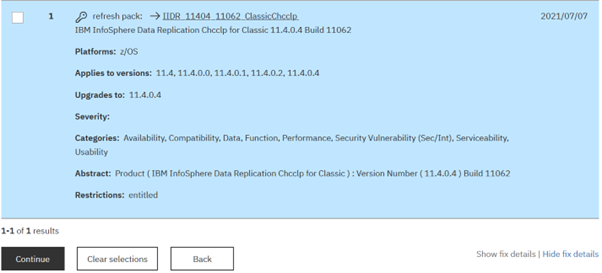 1 refresh pack: → IIDR_11404_11062_ClassicChcclp 2021/07/07
IBM InfoSphere Data Replication Chcclp for Classic 11.4.0.4 Build 11062
Platforms: z/OS
Applies to versions: 11.4, 11.4.0.0, 11.4.0.1, 11.4.0.2, 11.4.0.4
Upgrades to: 11.4.0.4
Severity:
Categories: Availability, Compatibility, Data, Function, Performance, Security Vulnerability (Sec/Int), Serviceability,
Usability
Abstract: Product ( IBM InfoSphere Data Replication Chcclp for Classic ) : Version Number ( 11.4.0.4 ) Build 11062
Restrictions: entitled
1-1 of 1 results
Continue Clear selections Back Show fix details | Hide fix details